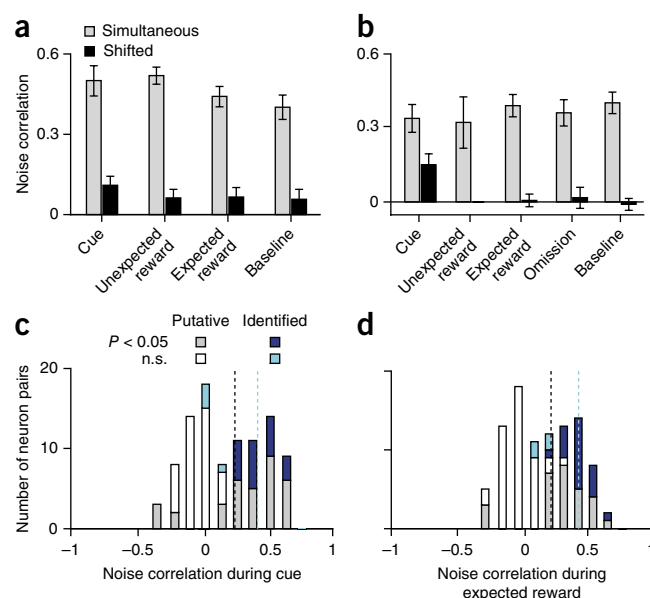 a
Simultaneous
Shifted
0.6
0.3
0
Noise correlation
Cue
Unexpected
reward
Expected
reward
Baseline
b
0.6
0.3
0
Cue
Unexpected
reward
Expected
reward
Omission
Baseline
c
Putative
Identified
P < 0.05
n.s.
20
10
0
Number of neuron pairs
−1
−0.5
0
0.5
1
Noise correlation during cue
d
−1
−0.5
0
0.5
1
Noise correlation during
expected reward